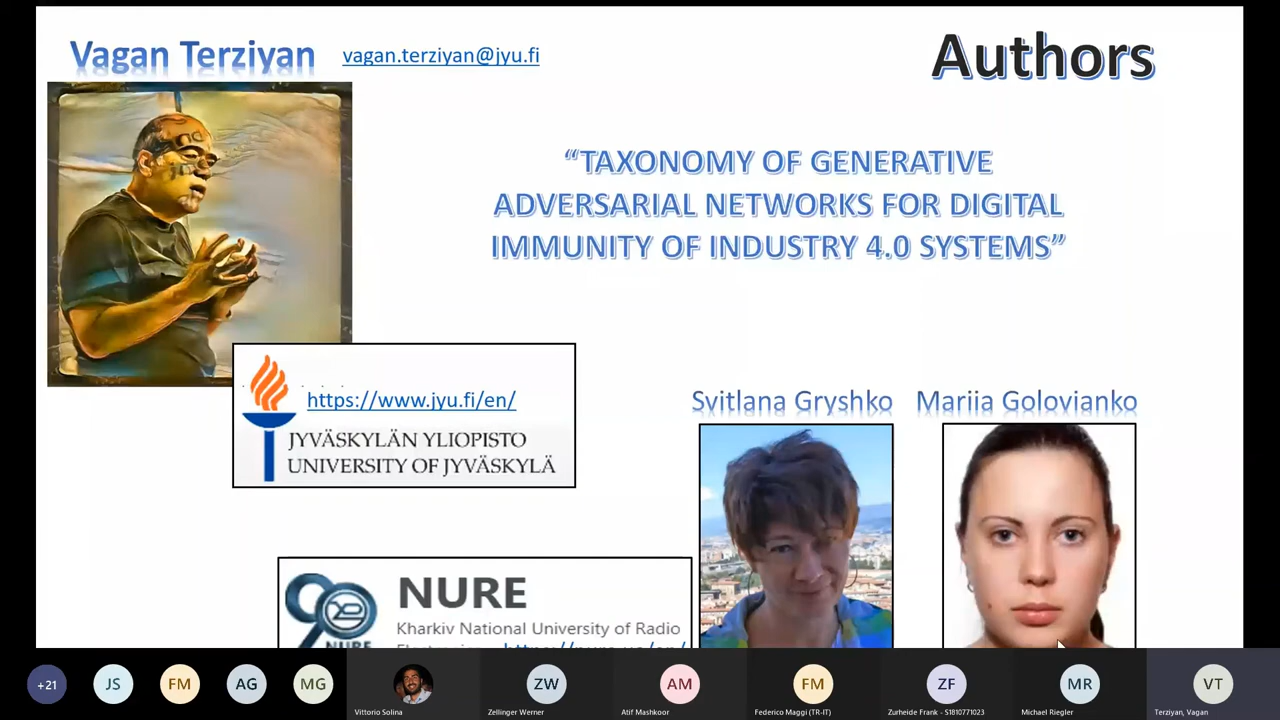 Vagan Terziyan
vagan.terziyan@jyu.fi
Authors
“TAXONOMY OF GENERATIVE
ADVERSARIAL NETWORKS FOR DIGITAL
IMMUNITY OF INDUSTRY 4.0 SYSTEMS”
https://www.jyu.fi/en/
JYVÄSKYLÄN YLIOPISTO
UNIVERSITY OF JYVÄSKYLÄ
Svitlana Gryshko
Mariia Golovianko
90
NURE
NURE
Kharkiv National University of Radio
+21
JS
FM
AG
MG
Vittorio Solina
ZW
Zellinger Werner
AM
Atif Mashkoor
FM
Federico Maggi (TR-IT)
ZF
Zurheide Frank - S1810771023
MR
Michael Riegler
VT
Terziyan, Vagan